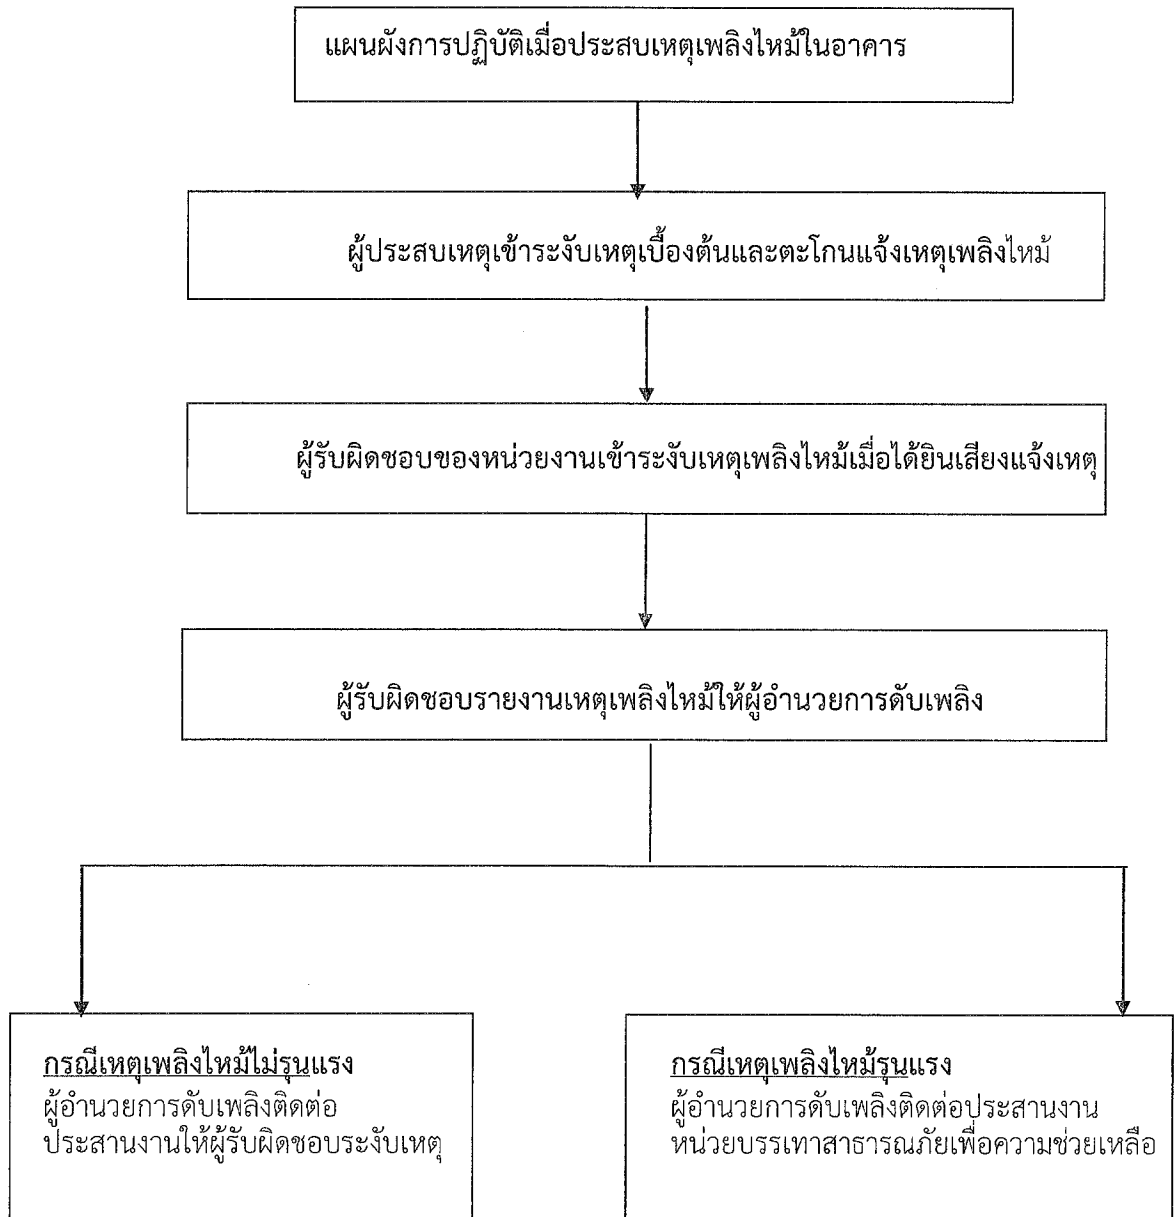 แผนผังการปฏิบัติเมื่อประสบเหตุเพลิงไหม้ในอาคาร
ผู้ประสบเหตุเข้าระงับเหตุเบื้องต้นและตะโกนแจ้งเหตุเพลิงไหม้
ผู้รับผิดชอบของหน่วยงานเข้าระงับเหตุเพลิงไหม้เมื่อได้ยินเสียงแจ้งเหตุ
ผู้รับผิดชอบรายงานเหตุเพลิงไหม้ให้ผู้อำนวยการดับเพลิง
กรณีเหตุเพลิงไหม้ไม่รุนแรง
ผู้อำนวยการดับเพลิงติดต่อ
ประสานงานให้ผู้รับผิดชอบระงับเหตุ
กรณีเหตุเพลิงไหม้รุนแรง
ผู้อำนวยการดับเพลิงติดต่อประสานงาน
หน่วยบรรเทาสาธารณภัยเพื่อความช่วยเหลือ